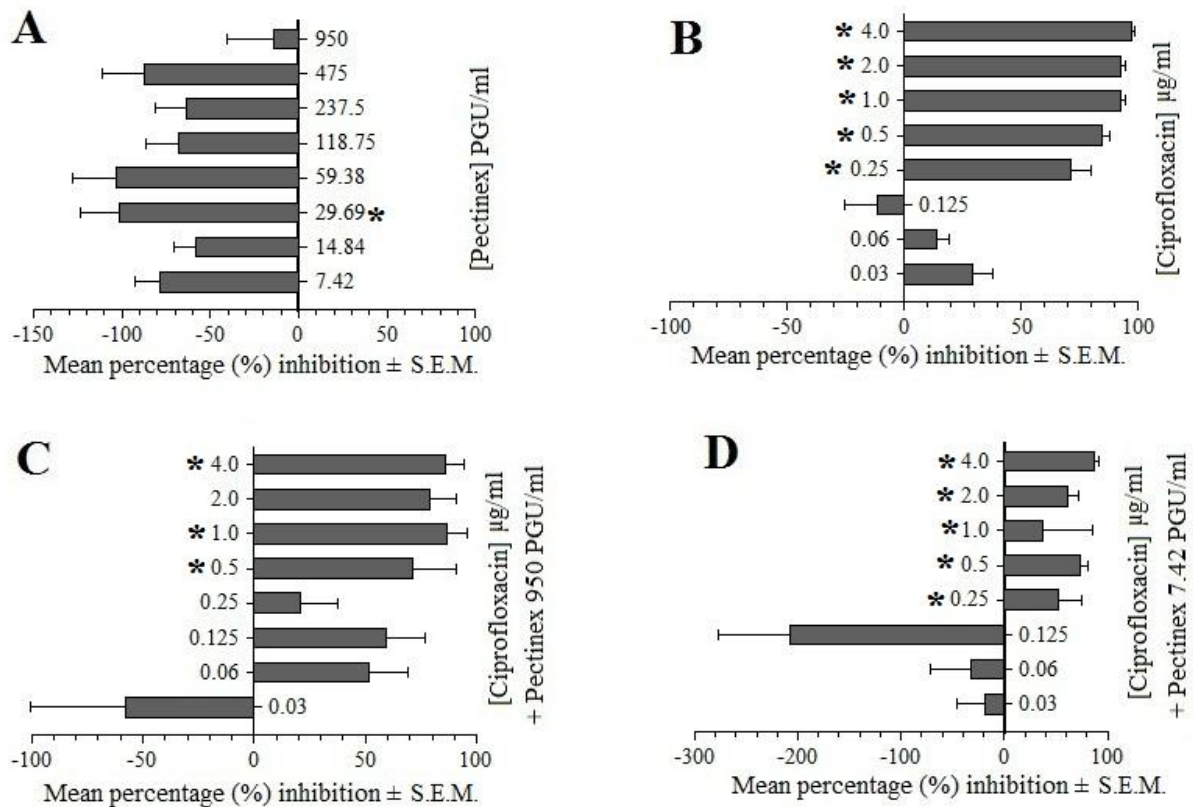 A
950
475
237.5
118.75
59.38
29.69*
14.84
7.42
[Pectinex] PGU/ml
-150 -100 -50 0 50 100
Mean percentage (%) inhibition ± S.E.M.
B
* 4.0
* 2.0
* 1.0
* 0.5
* 0.25
0.125
0.06
0.03
[Ciprofloxacin] µg/ml
-100 -50 0 50 100
Mean percentage (%) inhibition ± S.E.M.
C
* 4.0
2.0
* 1.0
* 0.5
0.25
0.125
0.06
0.03
[Ciprofloxacin] µg/ml
+ Pectinex 950 PGU/ml
-100 -50 0 50 100
Mean percentage (%) inhibition ± S.E.M.
D
* 4.0
* 2.0
* 1.0
* 0.5
* 0.25
0.125
0.06
0.03
[Ciprofloxacin] µg/ml
+ Pectinex 7.42 PGU/ml
-300 -200 -100 0 100
Mean percentage (%) inhibition ± S.E.M.